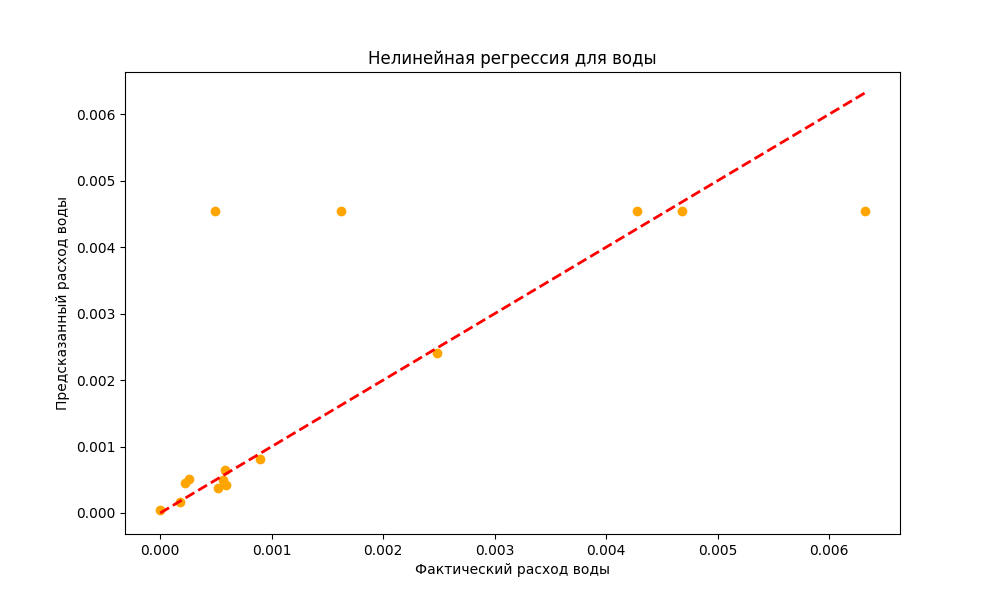 Нелинейная регрессия для воды
0.006
0.005
0.004
0.003
0.002
0.001
0.000
Предсказанный расход воды
0.000 0.001 0.002 0.003 0.004 0.005 0.006
Фактический расход воды